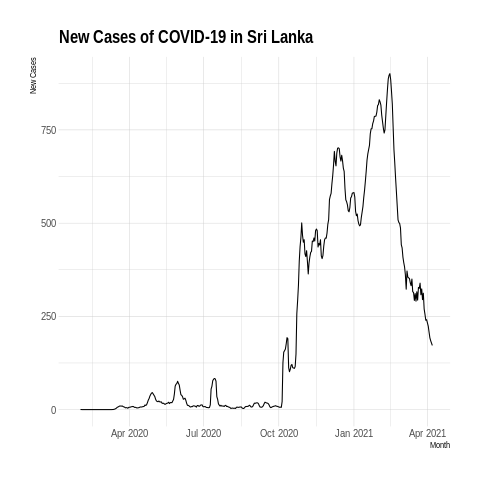 New Cases of COVID-19 in Sri Lanka
New Cases
750
500
250
0
Apr 2020 Jul 2020 Oct 2020 Jan 2021 Apr 2021
Month